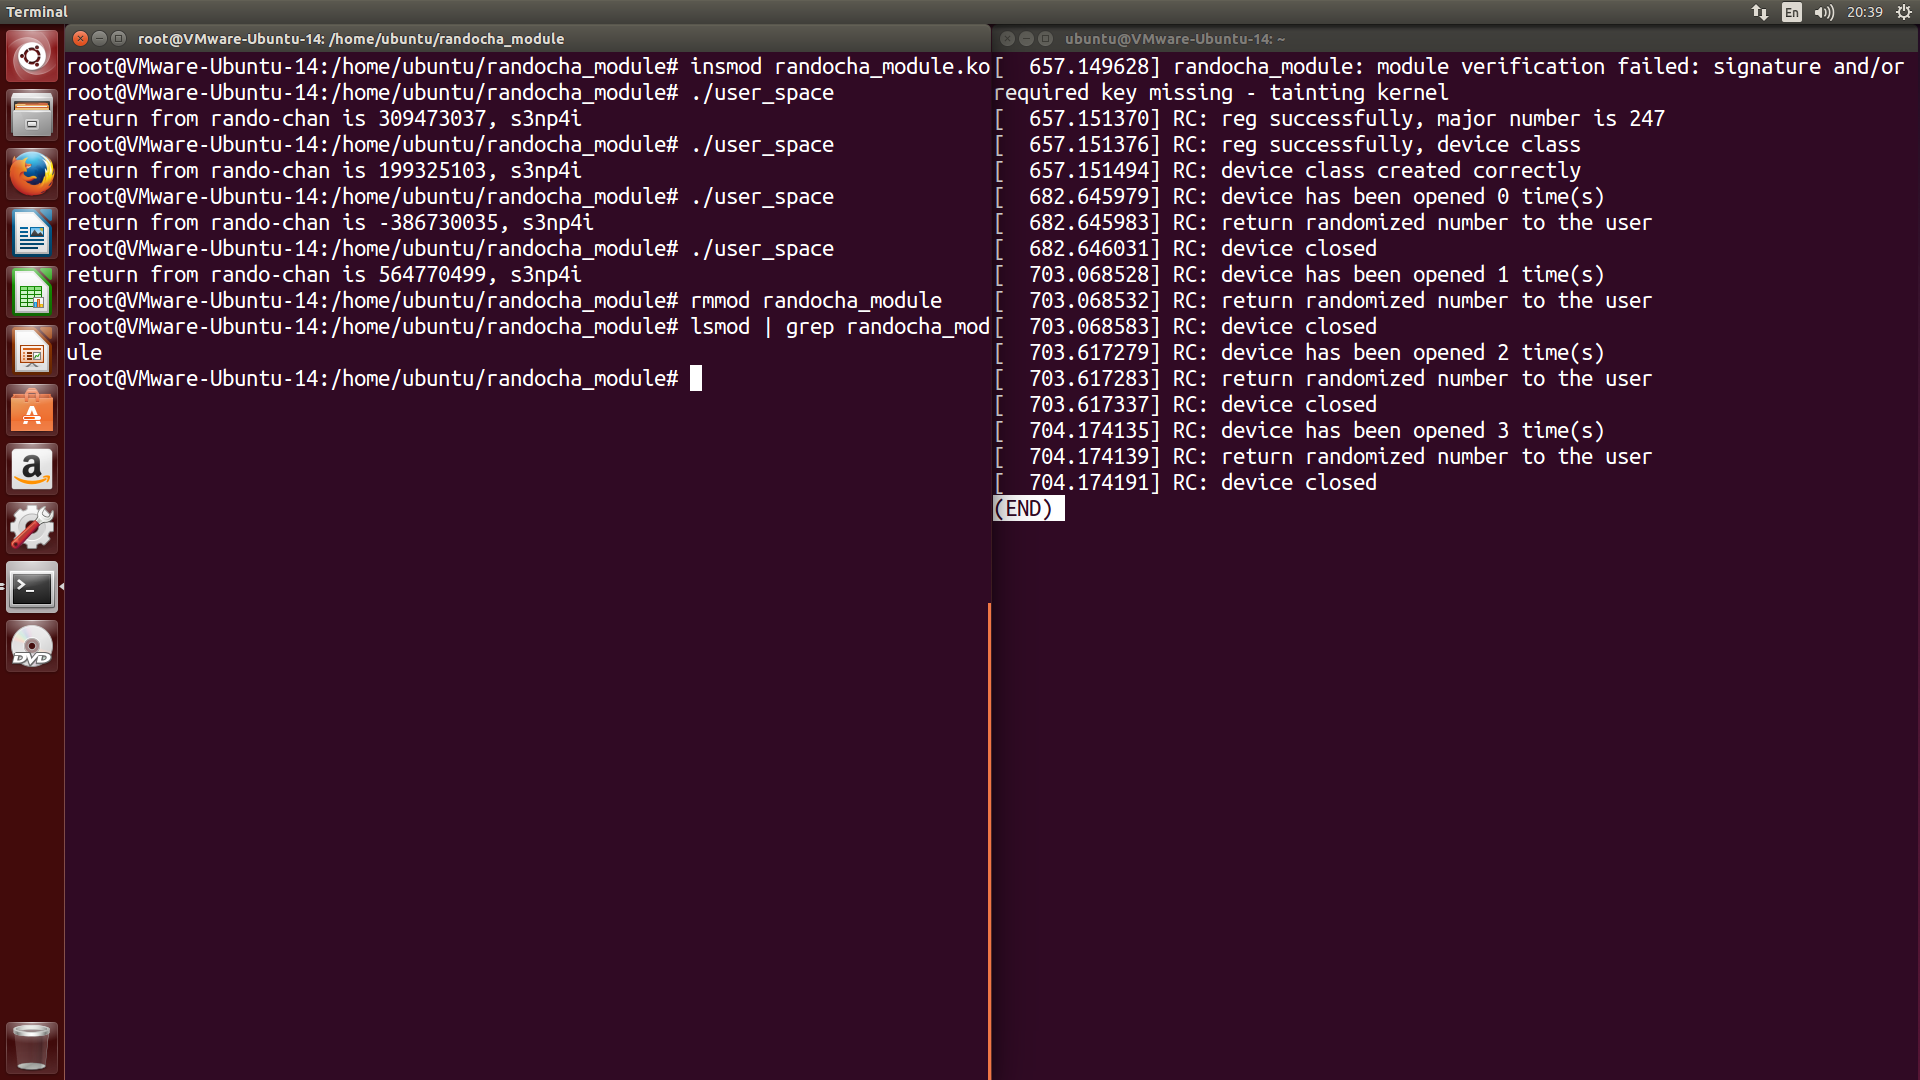 Terminal
En
20:39
root@VMware-Ubuntu-14: /home/ubuntu/randocha_module
root@VMware-Ubuntu-14:/home/ubuntu/randocha_module# insmod randocha_module.ko
root@VMware-Ubuntu-14:/home/ubuntu/randocha_module# ./user_space
return from rando-chan is 309473037, s3np4i
root@VMware-Ubuntu-14:/home/ubuntu/randocha_module# ./user_space
return from rando-chan is 199325103, s3np4i
root@VMware-Ubuntu-14:/home/ubuntu/randocha_module# ./user_space
return from rando-chan is -386730035, s3np4i
root@VMware-Ubuntu-14:/home/ubuntu/randocha_module# ./user_space
return from rando-chan is 564770499, s3np4i
root@VMware-Ubuntu-14:/home/ubuntu/randocha_module# rmmod randocha_module
root@VMware-Ubuntu-14:/home/ubuntu/randocha_module# lsmod | grep randocha_mod
ule
root@VMware-Ubuntu-14:/home/ubuntu/randocha_module#
ubuntu@VMware-Ubuntu-14: ~
[  657.149628] randocha_module: module verification failed: signature and/or
required key missing - tainting kernel
[  657.151370] RC: reg successfully, major number is 247
[  657.151376] RC: reg successfully, device class
[  657.151494] RC: device class created correctly
[  682.645979] RC: device has been opened 0 time(s)
[  682.645983] RC: return randomized number to the user
[  682.646031] RC: device closed
[  703.068528] RC: device has been opened 1 time(s)
[  703.068532] RC: return randomized number to the user
[  703.068583] RC: device closed
[  703.617279] RC: device has been opened 2 time(s)
[  703.617283] RC: return randomized number to the user
[  703.617337] RC: device closed
[  704.174135] RC: device has been opened 3 time(s)
[  704.174139] RC: return randomized number to the user
[  704.174191] RC: device closed
(END)
A
a
>_
DVD